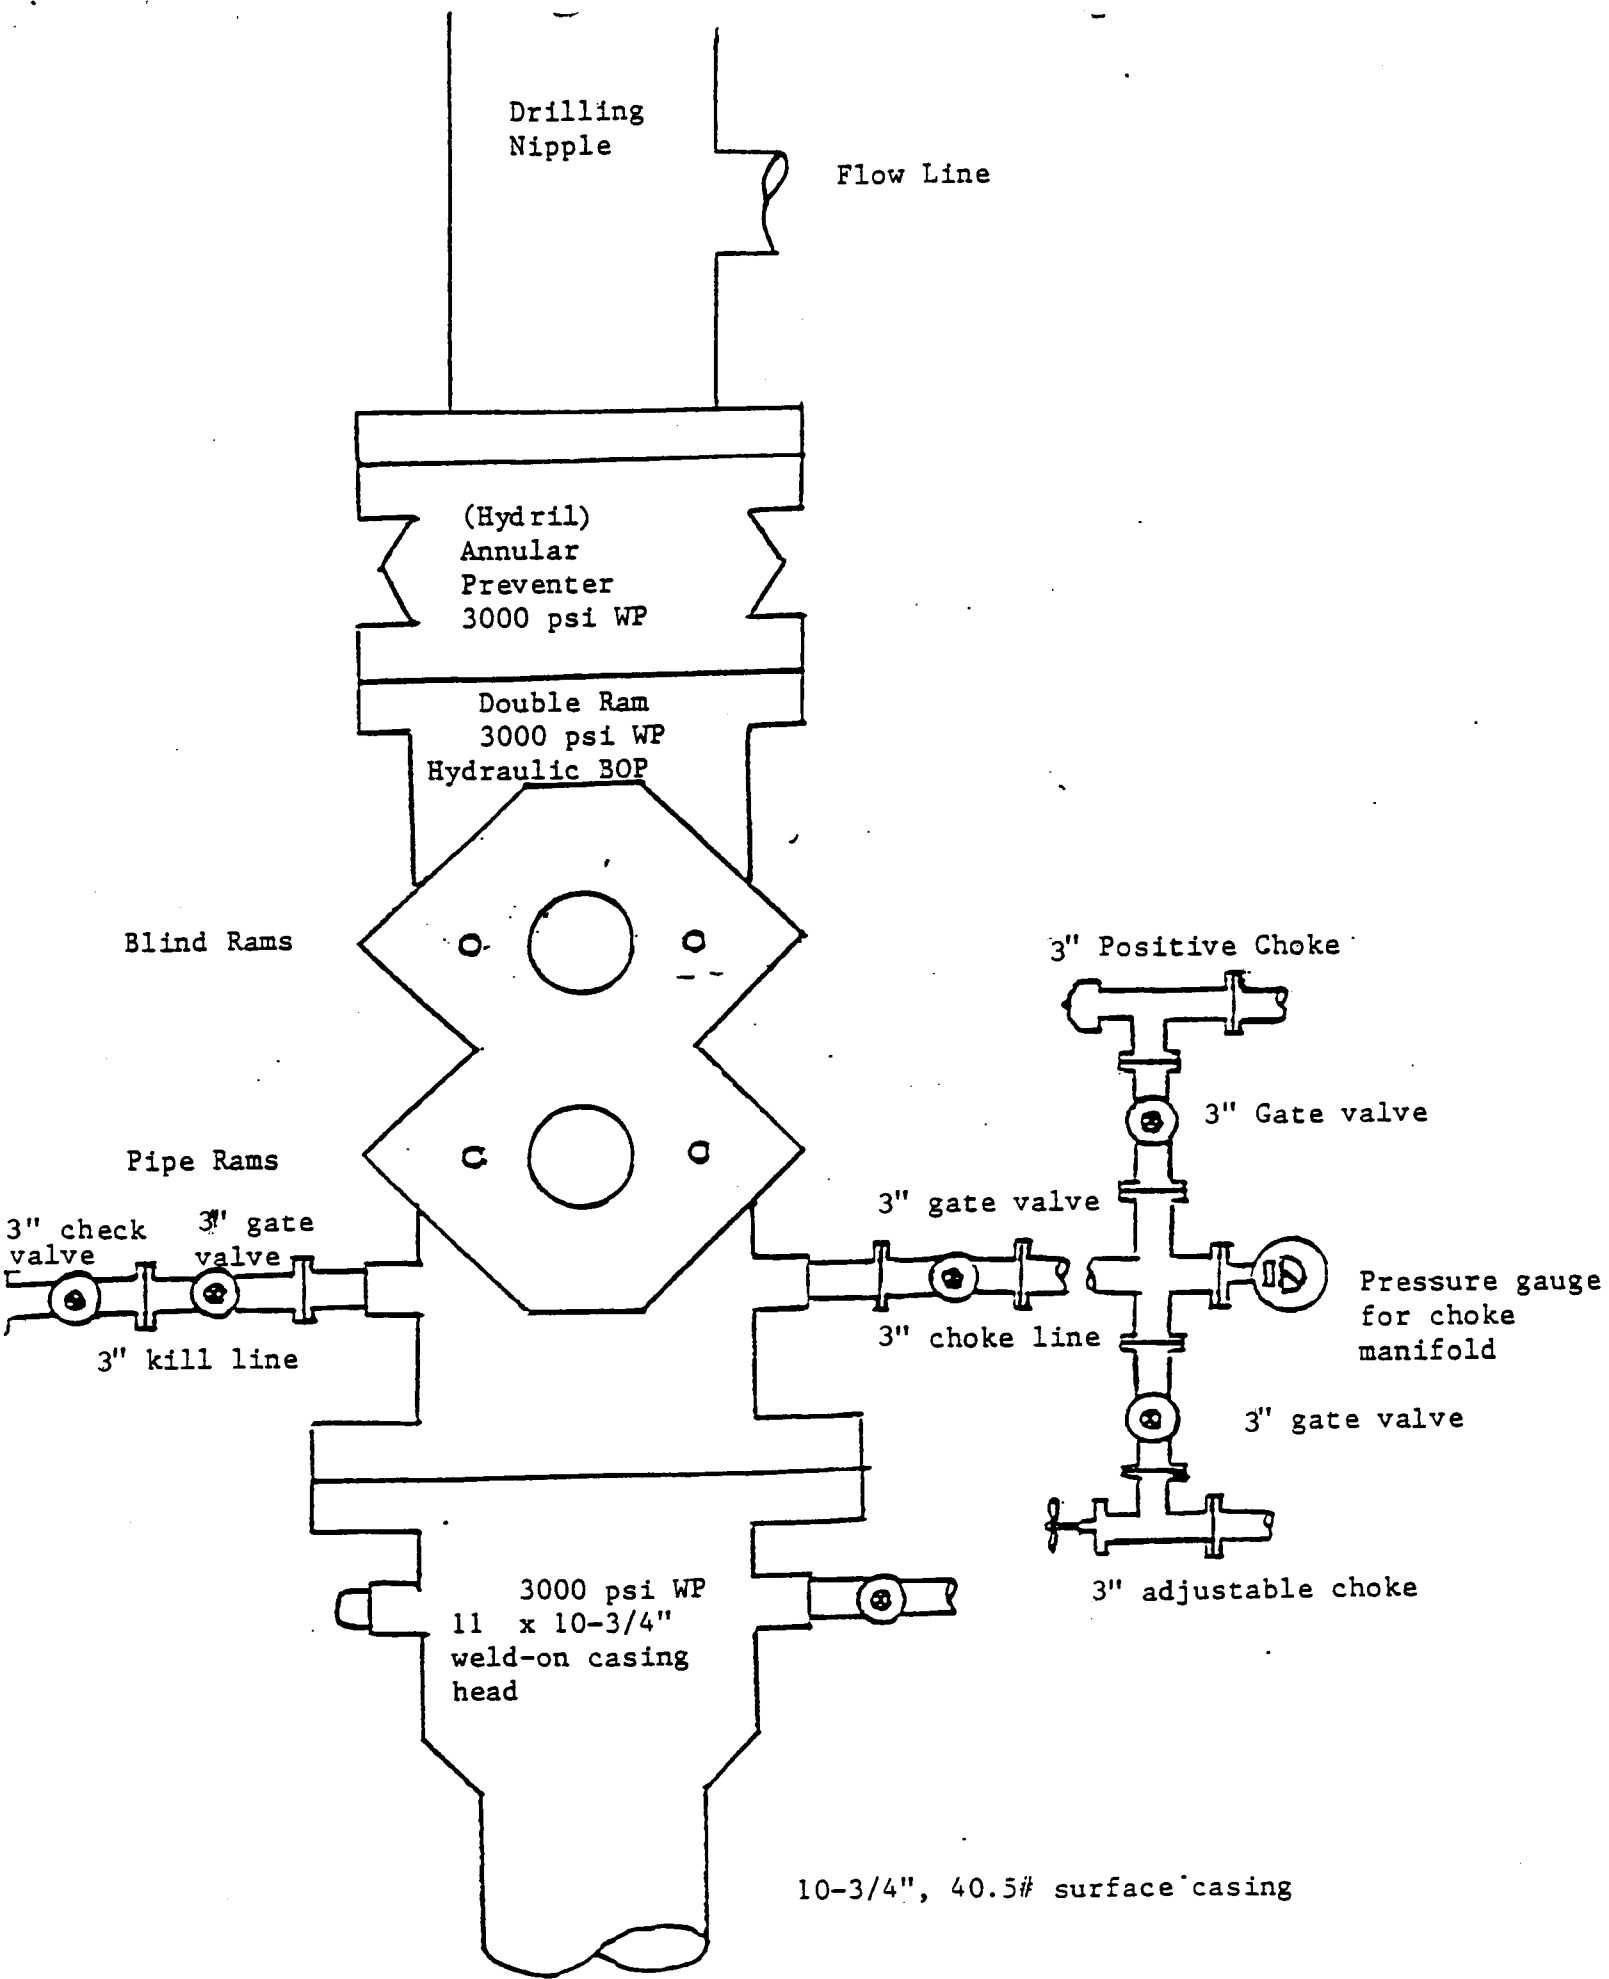 Drilling
Nipple
Flow Line
(Hydril)
Annular
Preventer
3000 psi WP
Double Ram
3000 psi WP
Hydraulic BOP
Blind Rams
3" Positive Choke
3" Gate valve
Pipe Rams
3" gate valve
3" check
valve
3" gate
valve
Pressure gauge
for choke
manifold
3" choke line
3" kill line
3" gate valve
3" adjustable choke
3000 psi WP
11 x 10-3/4"
weld-on casing
head
10-3/4", 40.5# surface casing